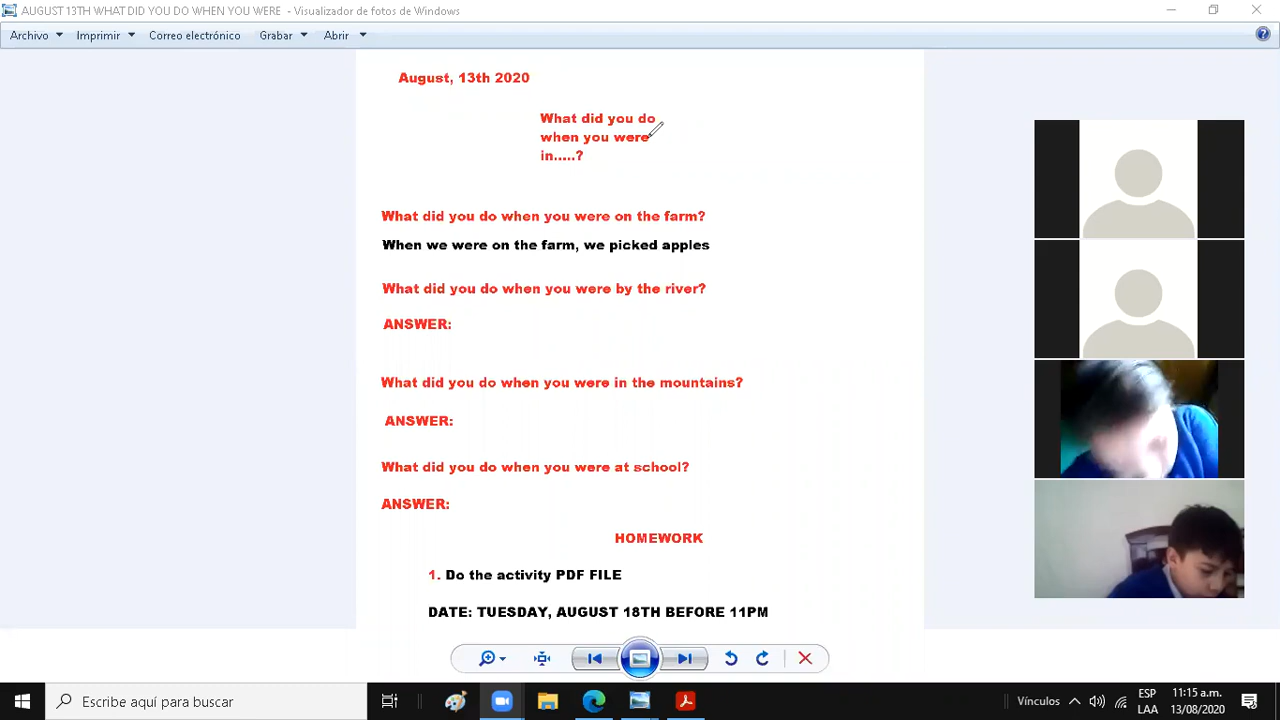 AUGUST 13TH WHAT DID YOU DO WHEN YOU WERE - Visualizador de fotos de Windows
Archivo Imprimir Correo electrónico Grabar Abrir
August, 13th 2020
What did you do
when you were
in.....?
What did you do when you were on the farm?
When we were on the farm, we picked apples
What did you do when you were by the river?
ANSWER:
What did you do when you were in the mountains?
ANSWER:
What did you do when you were at school?
ANSWER:
HOMEWORK
1. Do the activity PDF FILE
DATE: TUESDAY, AUGUST 18TH BEFORE 11PM
Escribe aquí para buscar
Vínculos
ESP
LAA
11:15 a.m.
13/08/2020